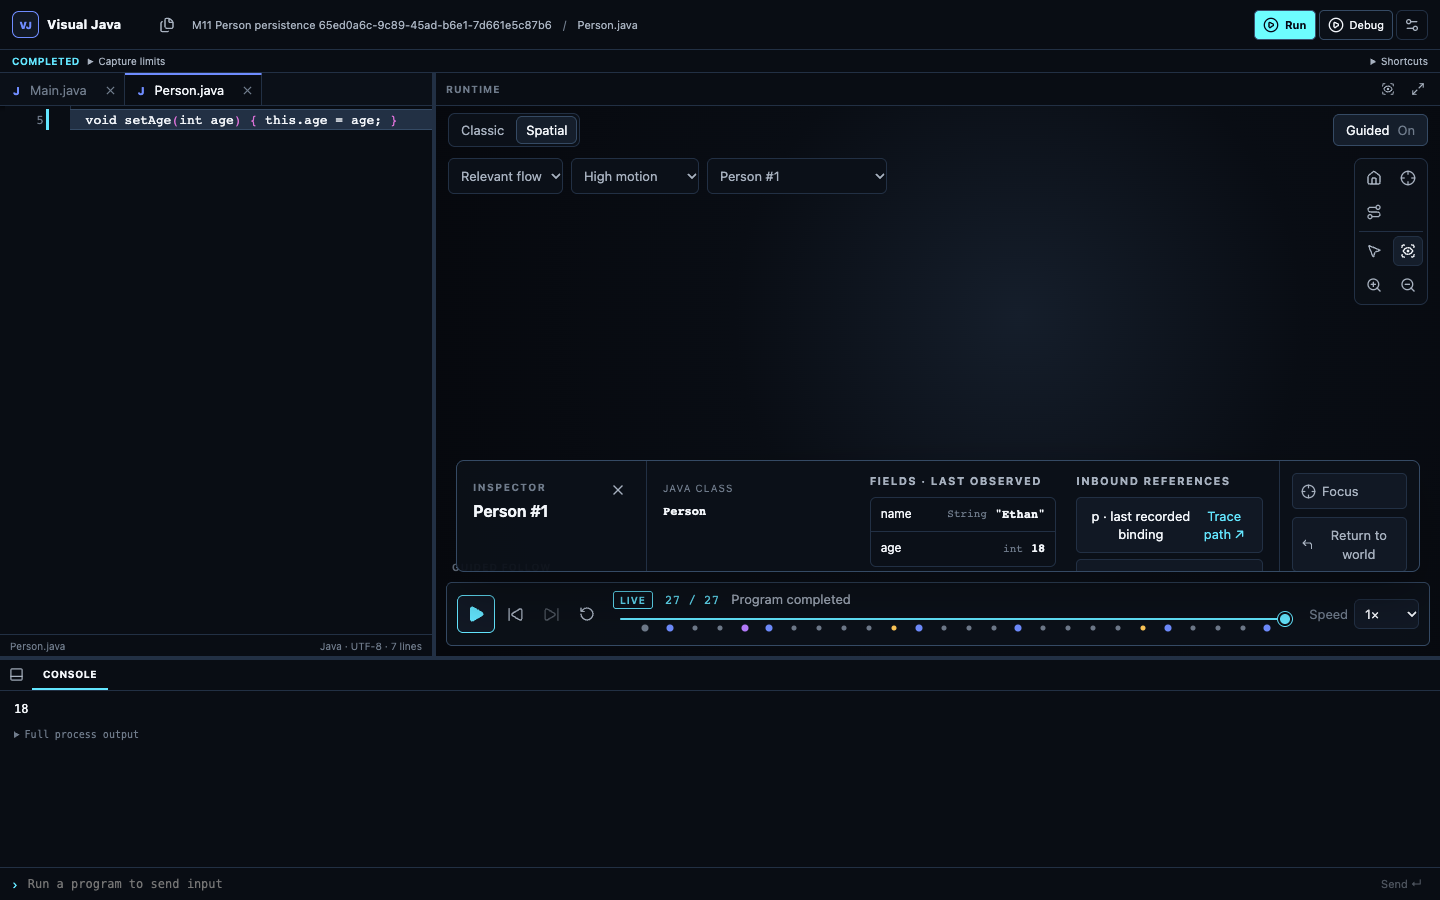 VJ Visual Java
M11 Person persistence 65ed0a6c-9c89-45ad-b6e1-7d661e5c87b6 / Person.java
Run
Debug
COMPLETED
Capture limits
Shortcuts
J Main.java
J Person.java
RUNTIME
5 void setAge(int age) { this.age = age; }
Classic
Spatial
Guided On
Relevant flow
High motion
Person #1
INSPECTOR
Person #1
JAVA CLASS
Person
FIELDS · LAST OBSERVED
name String "Ethan"
age int 18
INBOUND REFERENCES
p · last recorded binding
Trace path ↗
Focus
Return to world
LIVE 27 / 27 Program completed
Speed 1×
Person.java
Java · UTF-8 · 7 lines
CONSOLE
18
Full process output
› Run a program to send input
Send ↵